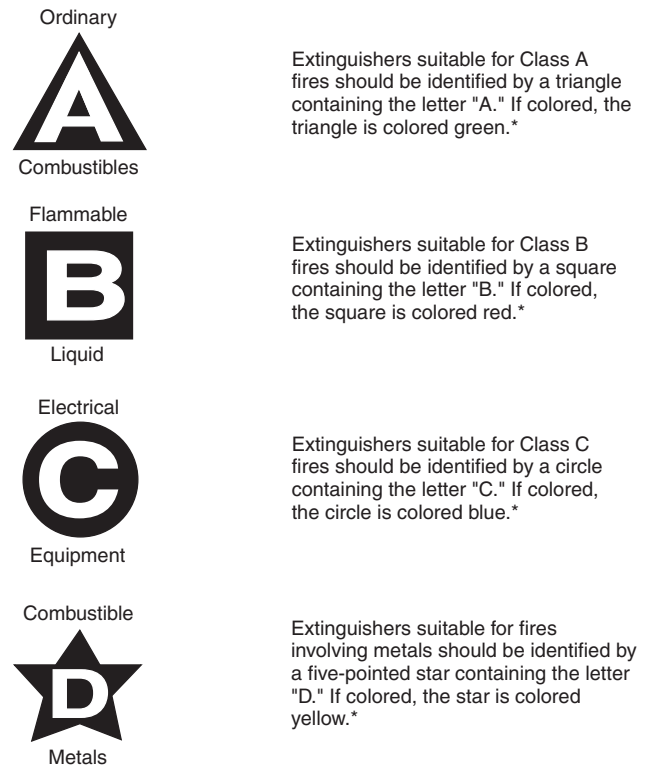 Ordinary
A
Combustibles
Extinguishers suitable for Class A
fires should be identified by a triangle
containing the letter "A." If colored, the
triangle is colored green.*
Flammable
B
Liquid
Extinguishers suitable for Class B
fires should be identified by a square
containing the letter "B." If colored,
the square is colored red.*
Electrical
C
Equipment
Extinguishers suitable for Class C
fires should be identified by a circle
containing the letter "C." If colored,
the circle is colored blue.*
Combustible
D
Metals
Extinguishers suitable for fires
involving metals should be identified by
a five-pointed star containing the letter
"D." If colored, the star is colored
yellow.*